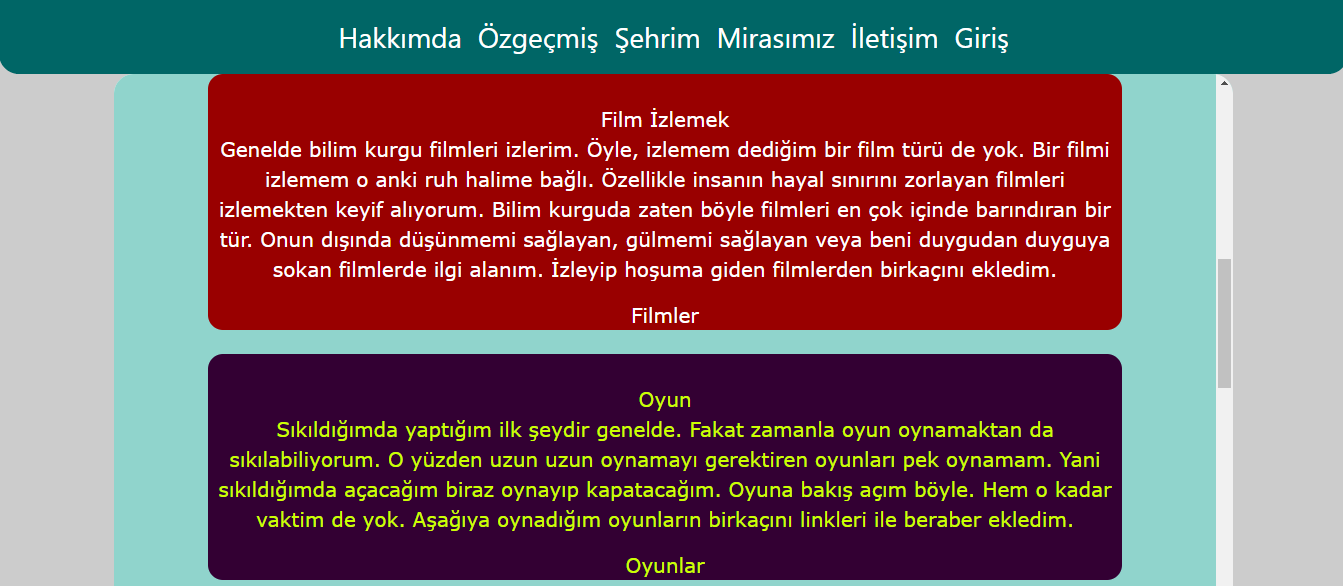 Hakkımda Özgeçmiş Şehrim Mirasımız İletişim Giriş
Film İzlemek
Genelde bilim kurgu filmleri izlerim. Öyle, izlemem dediğim bir film türü de yok. Bir filmi
izlemem o anki ruh halime bağlı. Özellikle insanın hayal sınırını zorlayan filmleri
izlemekten keyif alıyorum. Bilim kurguda zaten böyle filmleri en çok içinde barındıran bir
tür. Onun dışında düşünmemi sağlayan, gülmemi sağlayan veya beni duygudan duyguya
sokan filmlerde ilgi alanım. İzleyip hoşuma giden filmlerden birkaçını ekledim.
Filmler
Oyun
Sıkıldığımda yaptığım ilk şeydir genelde. Fakat zamanla oyun oynamaktan da
sıkılabiliyorum. O yüzden uzun uzun oynamayı gerektiren oyunları pek oynamam. Yani
sıkıldığımda açacağım biraz oynayıp kapatacağım. Oyuna bakış açım böyle. Hem o kadar
vaktim de yok. Aşağıya oynadığım oyunların birkaçını linkleri ile beraber ekledim.
Oyunlar